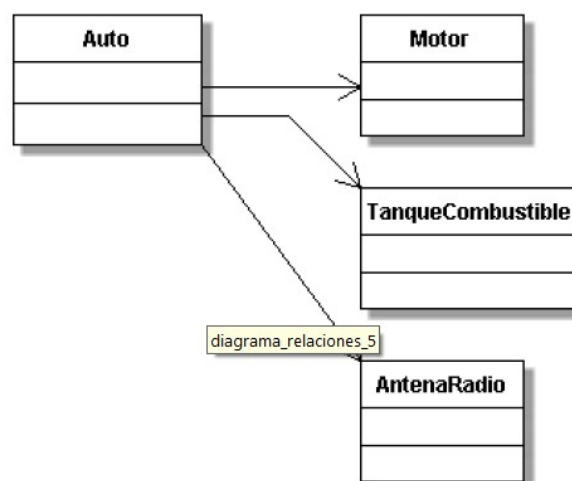 Auto
Motor
TanqueCombustible
diagrama_relaciones_5
AntenaRadio